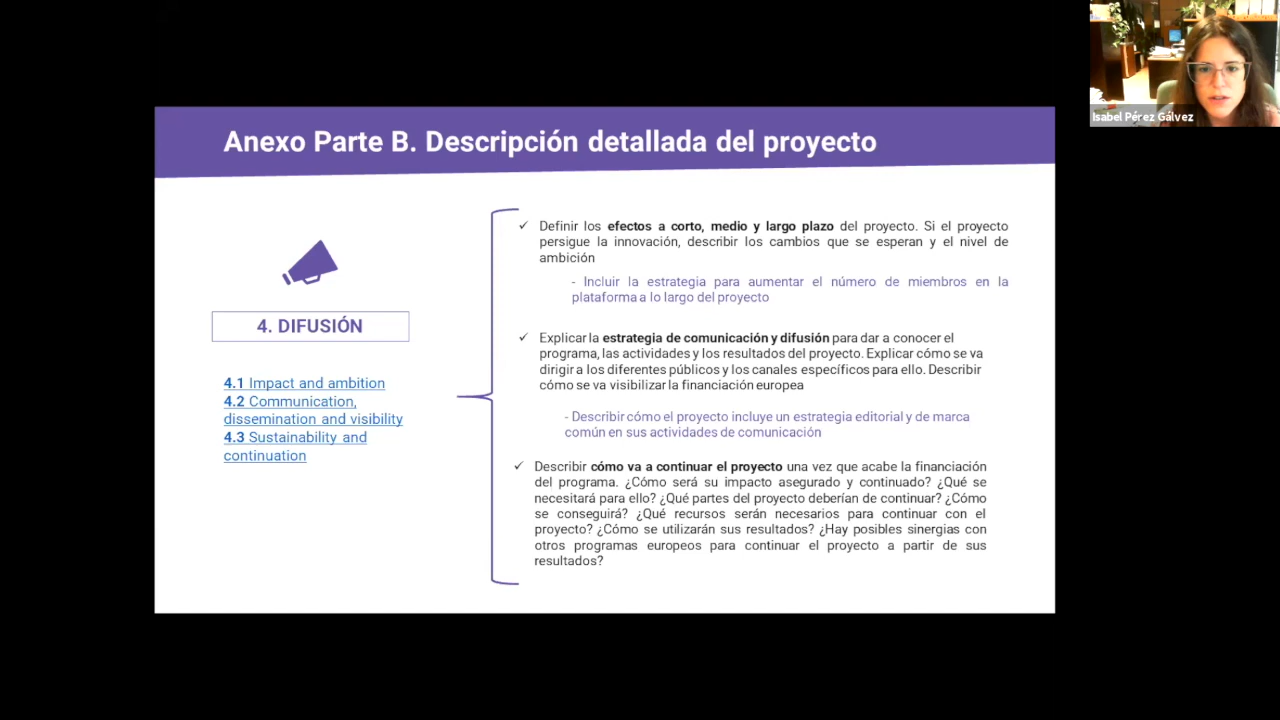 Isabel Pérez Gálvez
Anexo Parte B. Descripción detallada del proyecto
4. DIFUSIÓN
4.1 Impact and ambition
4.2 Communication,
dissemination and visibility
4.3 Sustainability and
continuation
✓ Definir los efectos a corto, medio y largo plazo del proyecto. Si el proyecto
persigue la innovación, describir los cambios que se esperan y el nivel de
ambición
- Incluir la estrategia para aumentar el número de miembros en la
plataforma a lo largo del proyecto
✓ Explicar la estrategia de comunicación y difusión para dar a conocer el
programa, las actividades y los resultados del proyecto. Explicar cómo se va
dirigir a los diferentes públicos y los canales específicos para ello. Describir
cómo se va visibilizar la financiación europea
- Describir cómo el proyecto incluye un estrategia editorial y de marca
común en sus actividades de comunicación
✓ Describir cómo va a continuar el proyecto una vez que acabe la financiación
del programa. ¿Cómo será su impacto asegurado y continuado? ¿Qué se
necesitará para ello? ¿Qué partes del proyecto deberían de continuar? ¿Cómo
se conseguirá? ¿Qué recursos serán necesarios para continuar con el
proyecto? ¿Cómo se utilizarán sus resultados? ¿Hay posibles sinergias con
otros programas europeos para continuar el proyecto a partir de sus
resultados?